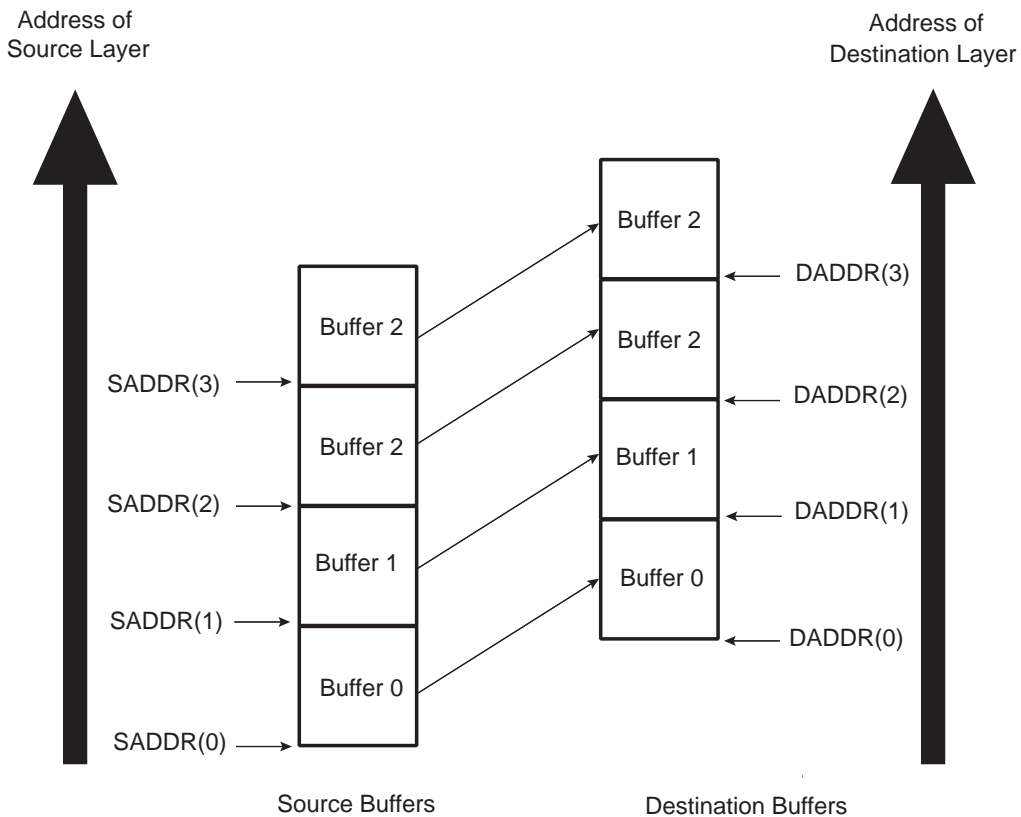 Address of
Source Layer
Address of
Destination Layer
Buffer 2
DADDR(3)
Buffer 2
Buffer 2
SADDR(3)
DADDR(2)
Buffer 2
Buffer 1
SADDR(2)
DADDR(1)
Buffer 1
Buffer 0
SADDR(1)
DADDR(0)
Buffer 0
SADDR(0)
Source Buffers
Destination Buffers